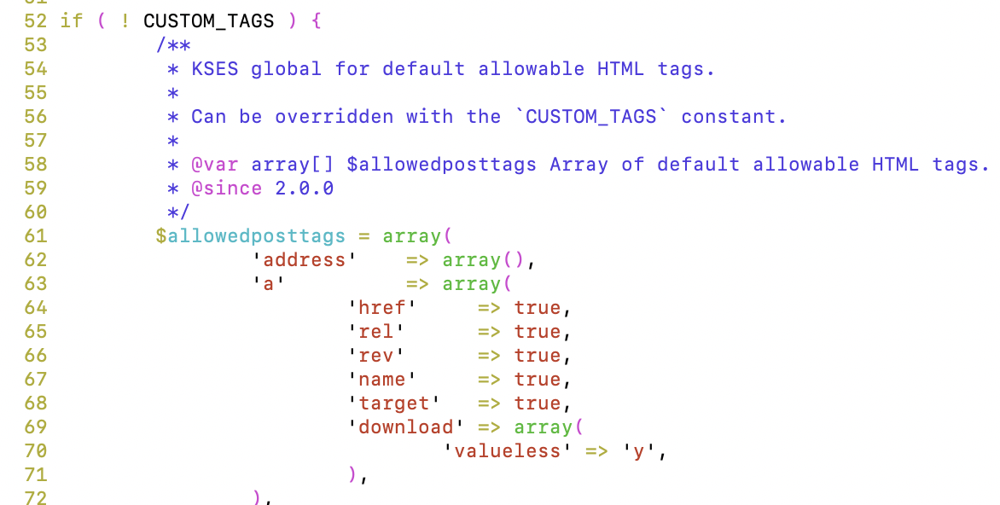 52 if ( ! CUSTOM_TAGS ) {
53         /**
54          * KSES global for default allowable HTML tags.
55          *
56          * Can be overridden with the `CUSTOM_TAGS` constant.
57          *
58          * @var array[] $allowedposttags Array of default allowable HTML tags.
59          * @since 2.0.0
60          */
61         $allowedposttags = array(
62                 'address'    => array(),
63                 'a'          => array(
64                         'href'     => true,
65                         'rel'      => true,
66                         'rev'      => true,
67                         'name'     => true,
68                         'target'   => true,
69                         'download' => array(
70                                 'valueless' => 'y',
71                         ),
72                 ),